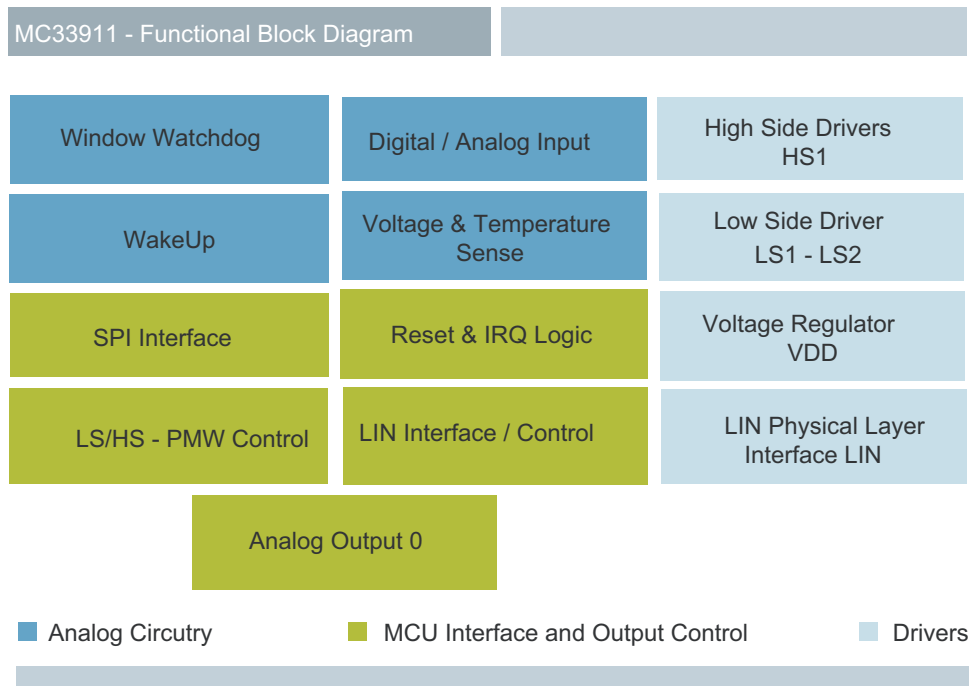 MC33911 - Functional Block Diagram
Window Watchdog
Digital / Analog Input
High Side Drivers
HS1
WakeUp
Voltage & Temperature
Sense
Low Side Driver
LS1 - LS2
SPI Interface
Reset & IRQ Logic
Voltage Regulator
VDD
LS/HS - PMW Control
LIN Interface / Control
LIN Physical Layer
Interface LIN
Analog Output 0
Analog Circutry
MCU Interface and Output Control
Drivers